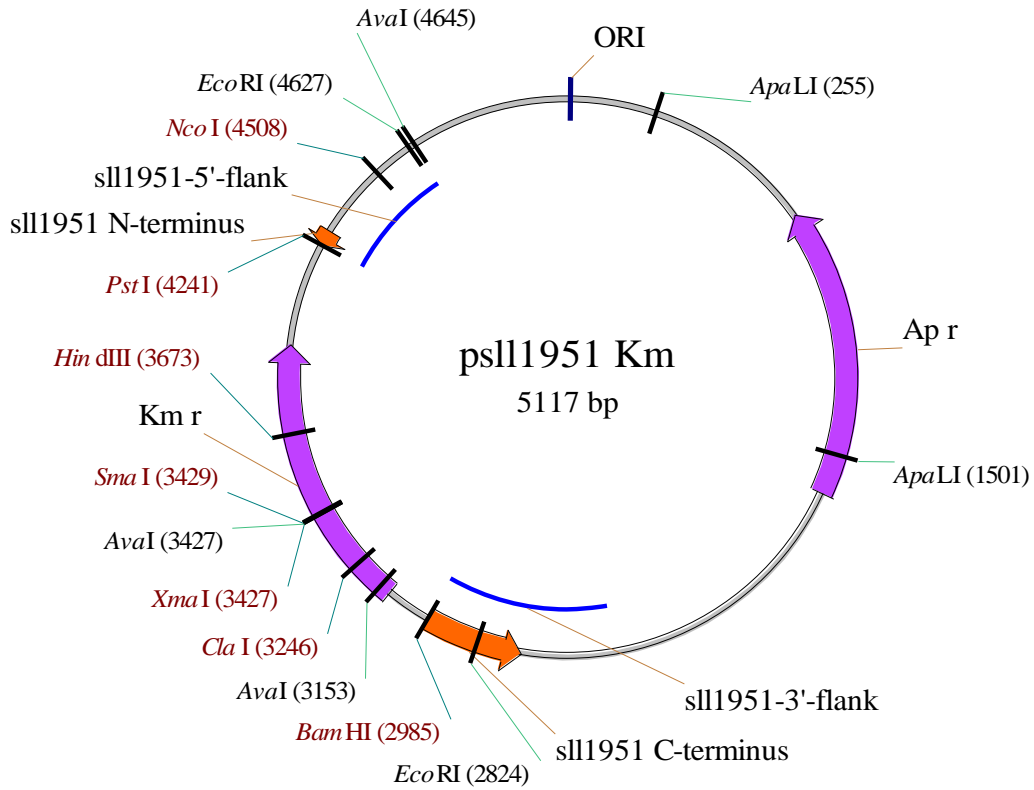 AvaI (4645)
ORI
EcoRI (4627)
ApaLI (255)
NcoI (4508)
sll1951-5'-flank
sll1951 N-terminus
PstI (4241)
Ap r
HindIII (3673)
psll1951 Km
5117 bp
Km r
SmaI (3429)
ApaLI (1501)
AvaI (3427)
XmaI (3427)
ClaI (3246)
AvaI (3153)
sll1951-3'-flank
BamHI (2985)
sll1951 C-terminus
EcoRI (2824)